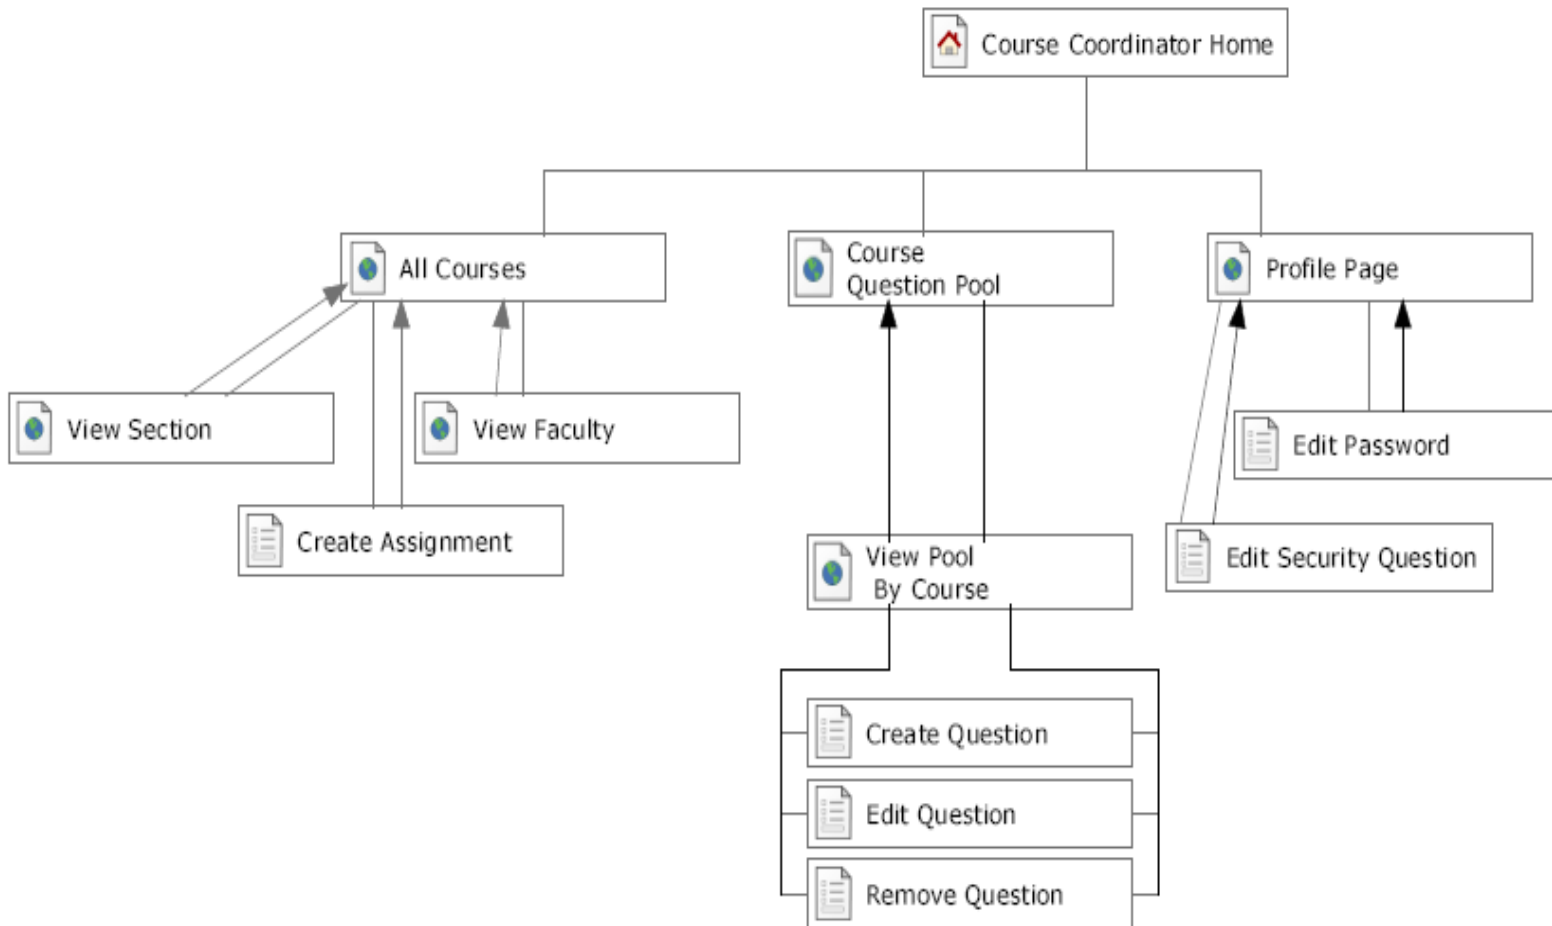 Course Coordinator Home
All Courses
Course
Question Pool
Profile Page
View Section
View Faculty
Edit Password
Create Assignment
View Pool
By Course
Edit Security Question
Create Question
Edit Question
Remove Question